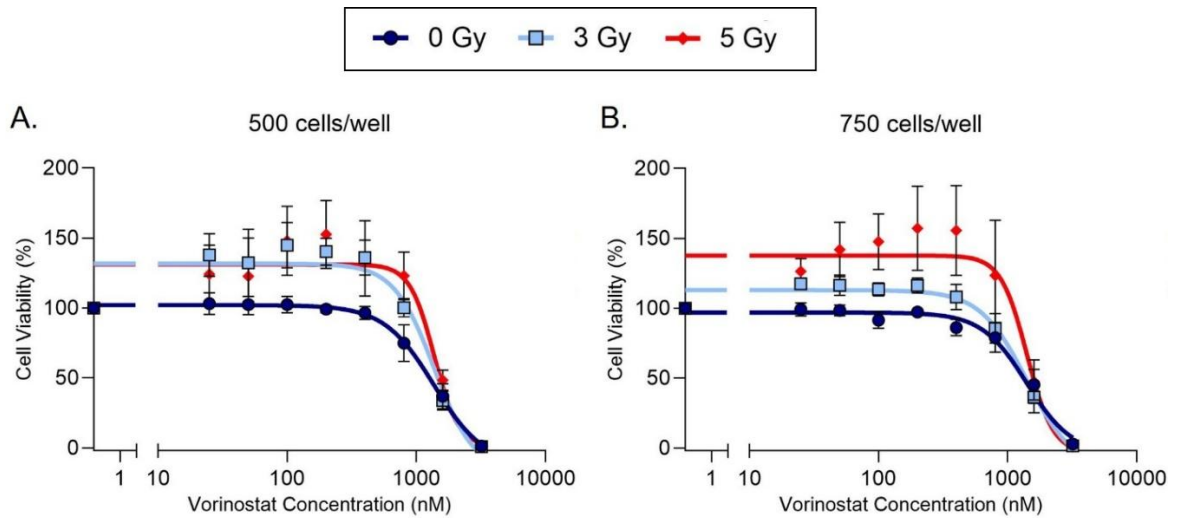 0 Gy 3 Gy 5 Gy
A.
500 cells/well
200
150
100
50
0
Cell Viability (%)
1 10 100 1000 10000
Vorinostat Concentration (nM)
B.
750 cells/well
200
150
100
50
0
Cell Viability (%)
1 10 100 1000 10000
Vorinostat Concentration (nM)